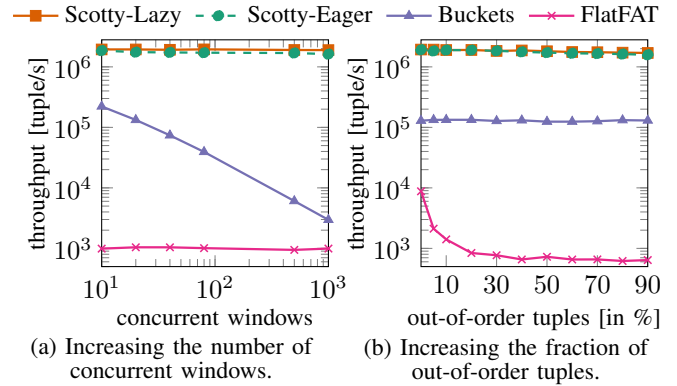 Scotty-Lazy Scotty-Eager Buckets FlatFAT
throughput [tuple/s]
10^6
10^5
10^4
10^3
10^1 10^2 10^3
concurrent windows
(a) Increasing the number of
concurrent windows.
throughput [tuple/s]
10^6
10^5
10^4
10^3
10 30 50 70 90
out-of-order tuples [in %]
(b) Increasing the fraction of
out-of-order tuples.